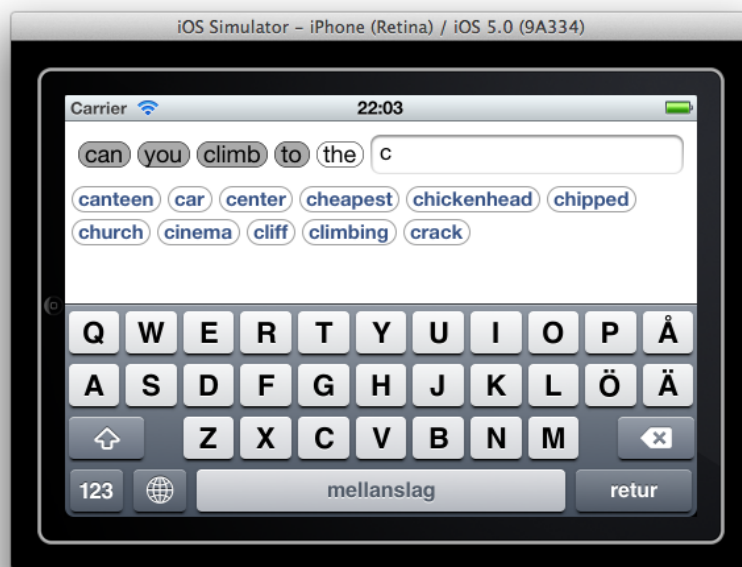 iOS Simulator – iPhone (Retina) / iOS 5.0 (9A334)
Carrier 22:03
can you climb to the c
canteen car center cheapest chickenhead chipped
church cinema cliff climbing crack
Q W E R T Y U I O P Å
A S D F G H J K L Ö Ä
Z X C V B N M
123 mellanslag retur